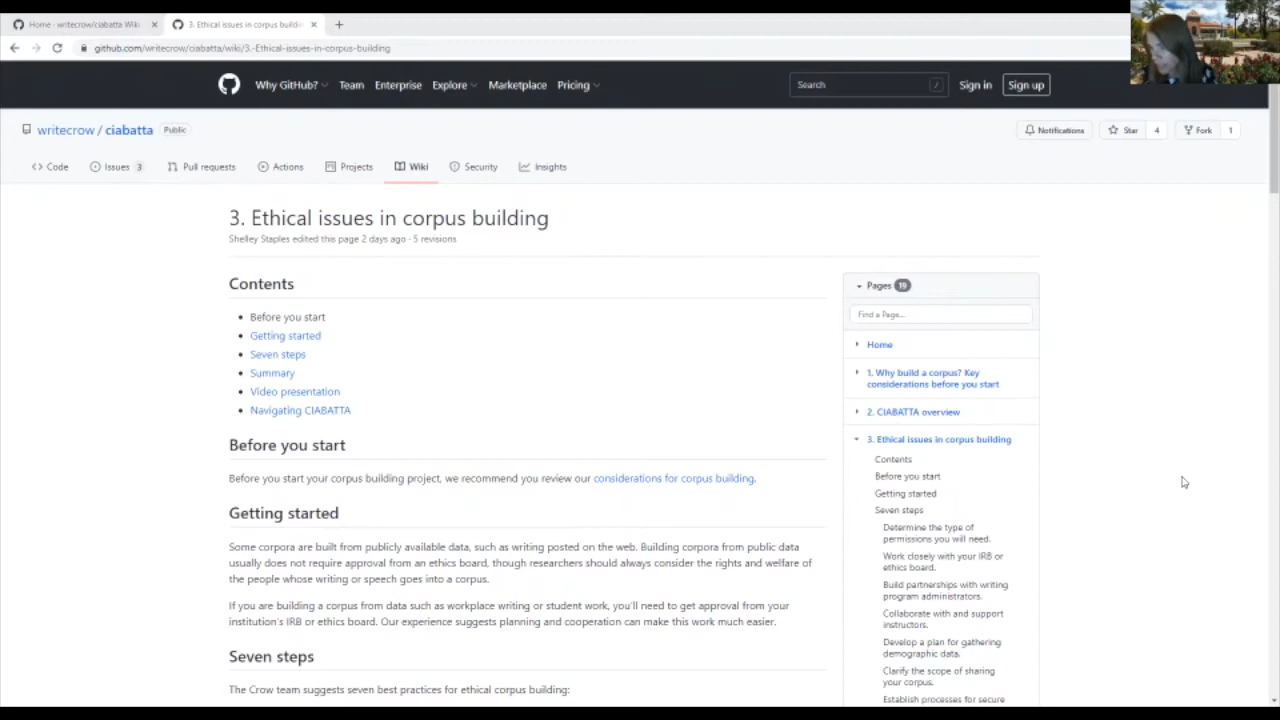 Home · writecrow/ciabatta Wiki
3. Ethical issues in corpus buildi
github.com/writecrow/ciabatta/wiki/3.-Ethical-issues-in-corpus-building
Why GitHub? Team Enterprise Explore Marketplace Pricing
Search /
Sign in Sign up
writecrow / ciabatta Public
Notifications Star 4 Fork 1
Code Issues 3 Pull requests Actions Projects Wiki Security Insights
3. Ethical issues in corpus building
Shelley Staples edited this page 2 days ago · 5 revisions
Contents
Before you start
Getting started
Seven steps
Summary
Video presentation
Navigating CIABATTA
Before you start
Before you start your corpus building project, we recommend you review our considerations for corpus building.
Getting started
Some corpora are built from publicly available data, such as writing posted on the web. Building corpora from public data
usually does not require approval from an ethics board, though researchers should always consider the rights and welfare of
the people whose writing or speech goes into a corpus.
If you are building a corpus from data such as workplace writing or student work, you'll need to get approval from your
institution's IRB or ethics board. Our experience suggests planning and cooperation can make this work much easier.
Seven steps
The Crow team suggests seven best practices for ethical corpus building:
Pages 19
Find a Page...
Home
1. Why build a corpus? Key
considerations before you start
2. CIABATTA overview
3. Ethical issues in corpus building
Contents
Before you start
Getting started
Seven steps
Determine the type of
permissions you will need.
Work closely with your IRB or
ethics board.
Build partnerships with writing
program administrators.
Collaborate with and support
instructors.
Develop a plan for gathering
demographic data.
Clarify the scope of sharing
your corpus.
Establish processes for secure